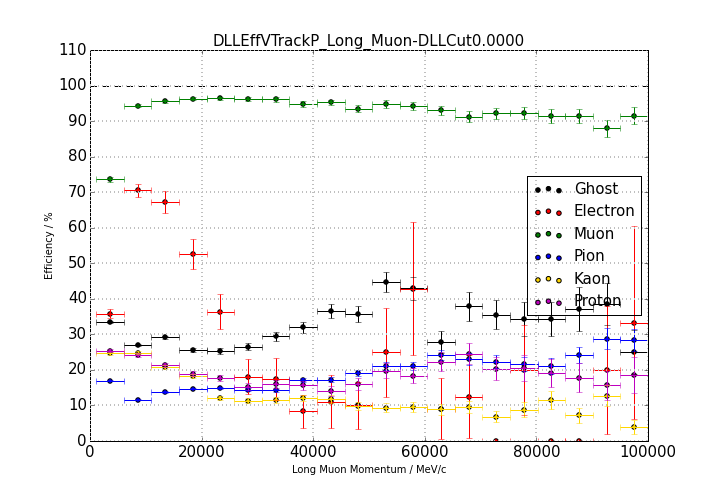 DLLEffVTrackP_Long_Muon-DLLCut0.0000
110
100
90
80
70
60
50
40
30
20
10
0
Efficiency / %
Ghost
Electron
Muon
Pion
Kaon
Proton
0 20000 40000 60000 80000 100000
Long Muon Momentum / MeV/c